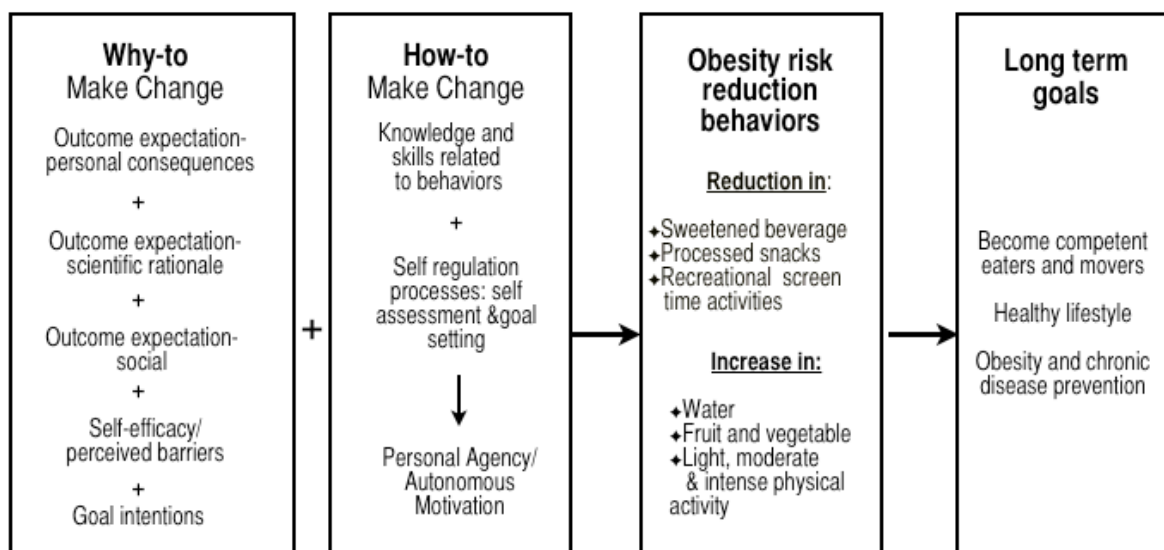 Why-to
Make Change
Outcome expectation-
personal consequences
+
Outcome expectation-
scientific rationale
+
Outcome expectation-
social
+
Self-efficacy/
perceived barriers
+
Goal intentions
+
How-to
Make Change
Knowledge and
skills related
to behaviors
+
Self regulation
processes: self
assessment &goal
setting
Personal Agency/
Autonomous
Motivation
Obesity risk
reduction
behaviors
Reduction in:
✦Sweetened beverage
✦Processed snacks
✦Recreational screen
time activities
Increase in:
✦Water
✦Fruit and vegetable
✦Light, moderate
& intense physical
activity
Long term
goals
Become competent
eaters and movers
Healthy lifestyle
Obesity and chronic
disease prevention